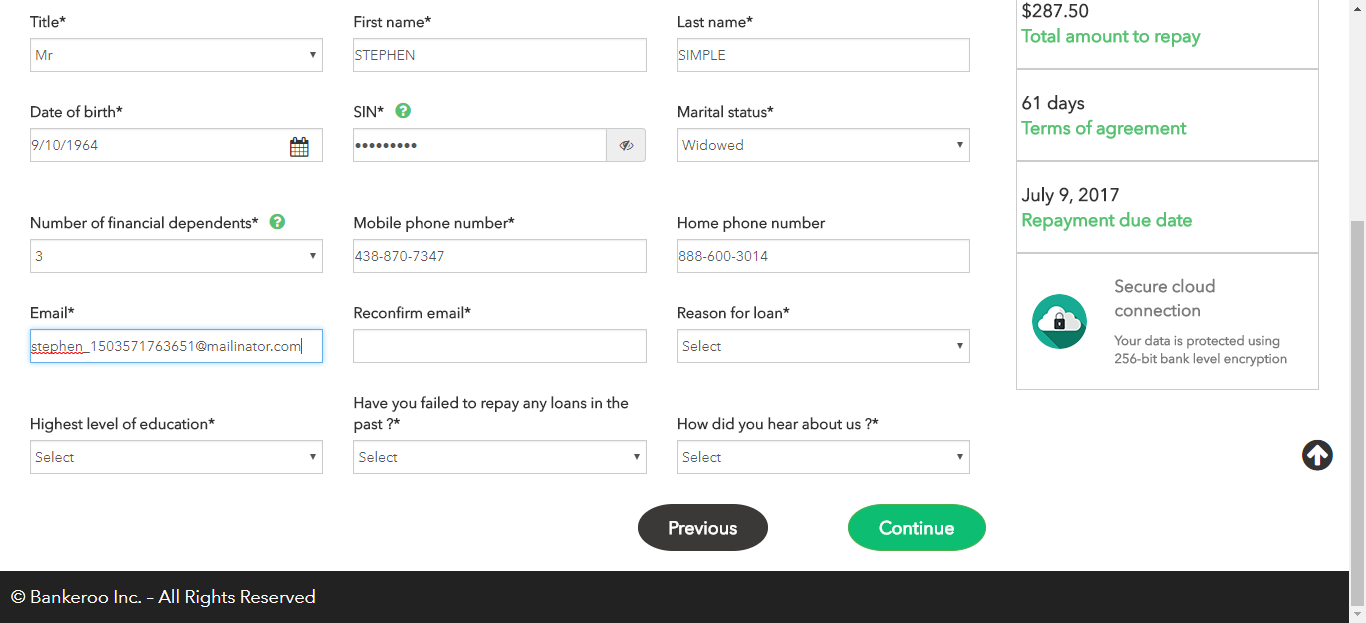 Title* First name* Last name*
Mr STEPHEN SIMPLE
Date of birth* SIN* ? Marital status*
9/10/1964 ••••••••• Widowed
Number of financial dependents* ? Mobile phone number* Home phone number
3 438-870-7347 888-600-3014
Email* Reconfirm email* Reason for loan*
stephen_1503571763651@mailinator.com Select
Highest level of education* Have you failed to repay any loans in the
past ?* How did you hear about us ?*
Select Select Select
Previous Continue
$287.50
Total amount to repay
61 days
Terms of agreement
July 9, 2017
Repayment due date
Secure cloud
connection
Your data is protected using
256-bit bank level encryption
© Bankeroo Inc. – All Rights Reserved